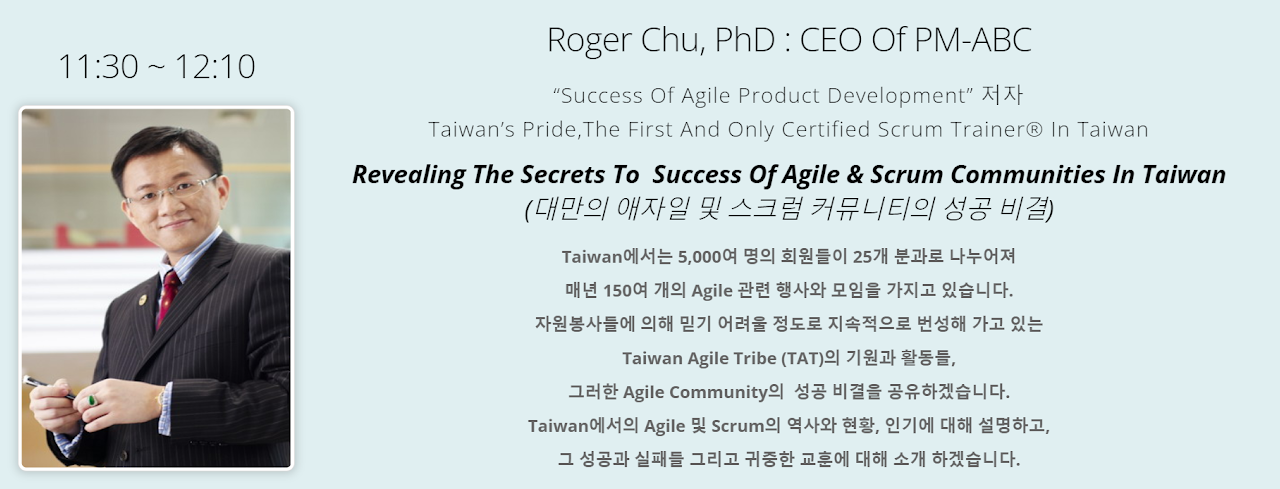 11:30 ~ 12:10
Roger Chu, PhD : CEO Of PM-ABC
“Success Of Agile Product Development” 저자
Taiwan’s Pride,The First And Only Certified Scrum Trainer® In Taiwan
Revealing The Secrets To  Success Of Agile & Scrum Communities In Taiwan
(대만의 애자일 및 스크럼 커뮤니티의 성공 비결)
Taiwan에서는 5,000여 명의 회원들이 25개 분과로 나누어져
매년 150여 개의 Agile 관련 행사와 모임을 가지고 있습니다.
자원봉사들에 의해 믿기 어려울 정도로 지속적으로 번성해 가고 있는
Taiwan Agile Tribe (TAT)의 기원과 활동들,
그러한 Agile Community의  성공 비결을 공유하겠습니다.
Taiwan에서의 Agile 및 Scrum의 역사와 현황, 인기에 대해 설명하고,
그 성공과 실패들 그리고 귀중한 교훈에 대해 소개 하겠습니다.